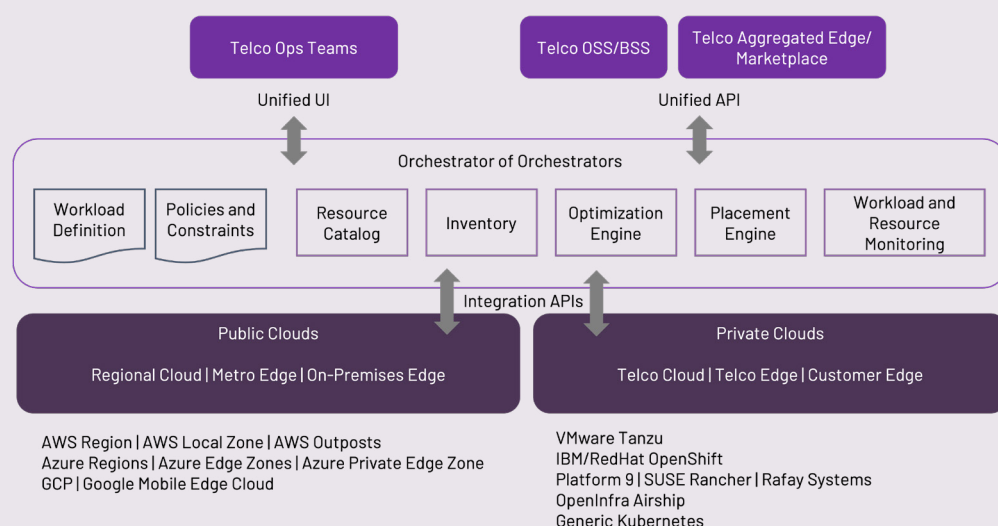 Telco Ops Teams
Telco OSS/BSS
Telco Aggregated Edge/
Marketplace
Unified UI
Unified API
Orchestrator of Orchestrators
Workload
Definition
Policies and
Constraints
Resource
Catalog
Inventory
Optimization
Engine
Placement
Engine
Workload and
Resource
Monitoring
Integration APIs
Public Clouds
Regional Cloud | Metro Edge | On-Premises Edge
Private Clouds
Telco Cloud | Telco Edge | Customer Edge
AWS Region | AWS Local Zone | AWS Outposts
Azure Regions | Azure Edge Zones | Azure Private Edge Zone
GCP | Google Mobile Edge Cloud
VMware Tanzu
IBM/RedHat OpenShift
Platform 9 | SUSE Rancher | Rafay Systems
OpenInfra Airship
Generic Kubernetes